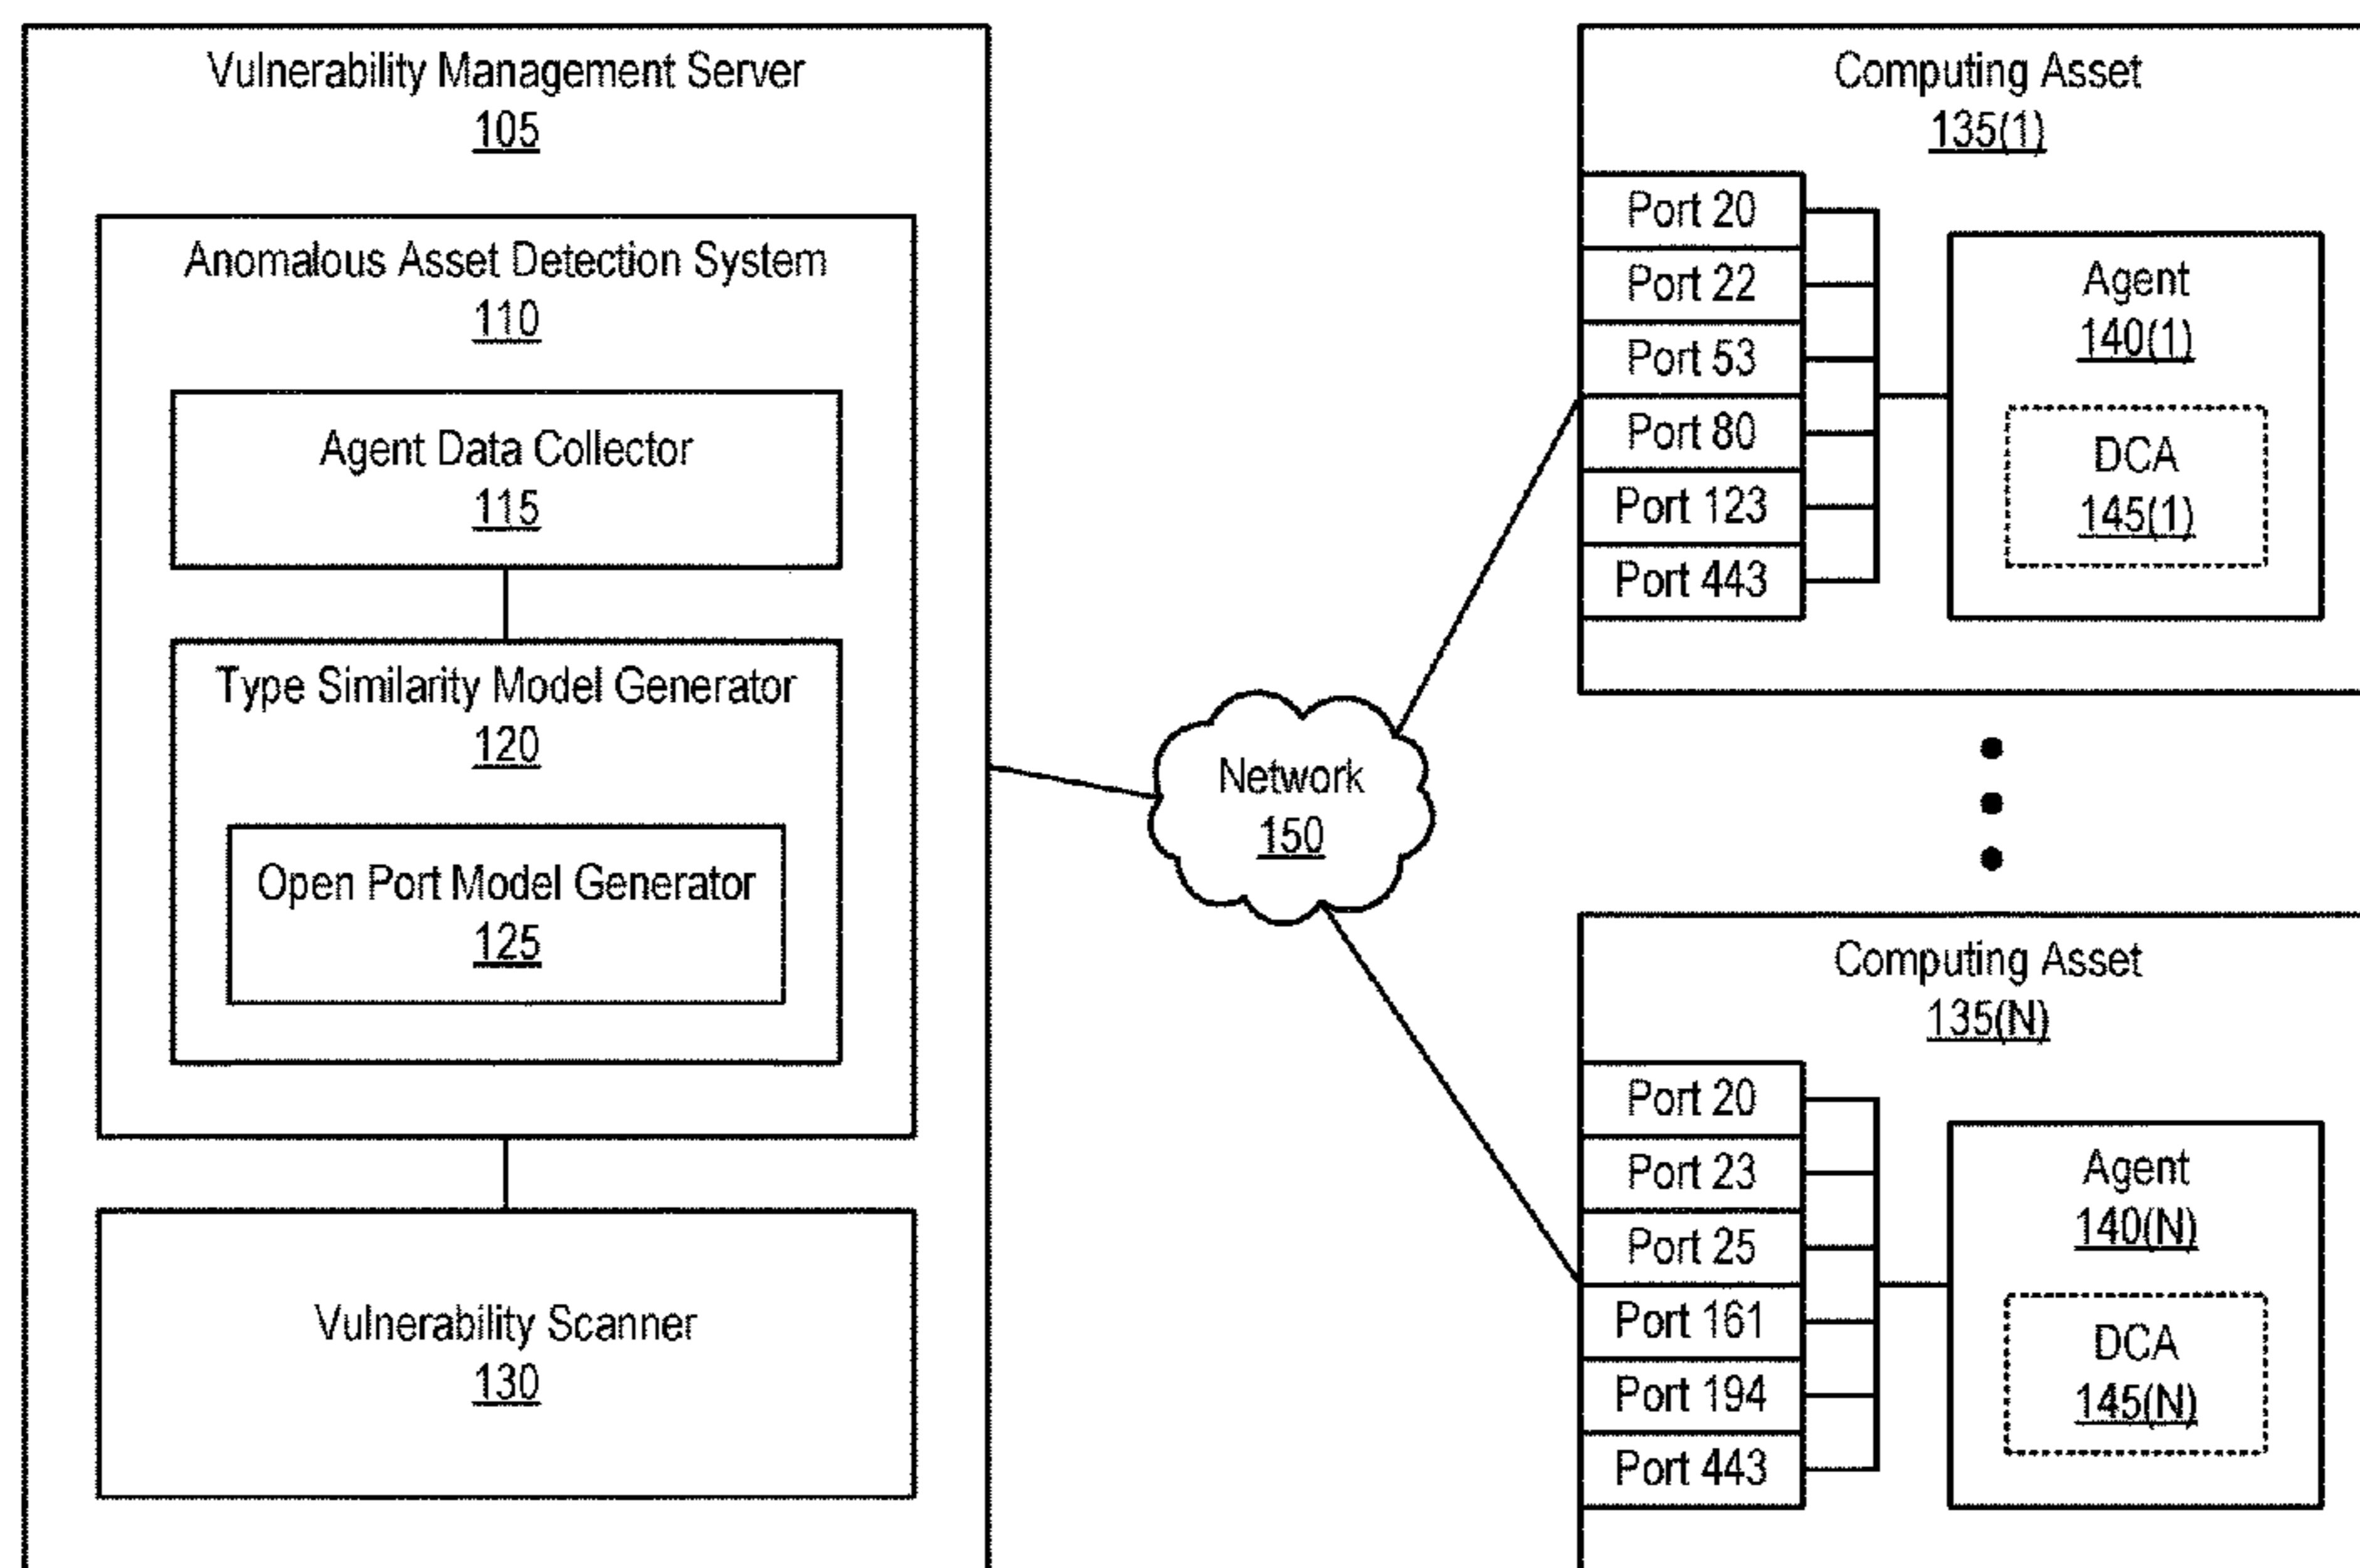 Vulnerability Management Server
105
Anomalous Asset Detection System
110
Agent Data Collector
115
Type Similarity Model Generator
120
Open Port Model Generator
125
Vulnerability Scanner
130
Network
150
Computing Asset
135(1)
Port 20
Port 22
Port 53
Port 80
Port 123
Port 443
Agent
140(1)
DCA
145(1)
Computing Asset
135(N)
Port 20
Port 23
Port 25
Port 161
Port 194
Port 443
Agent
140(N)
DCA
145(N)